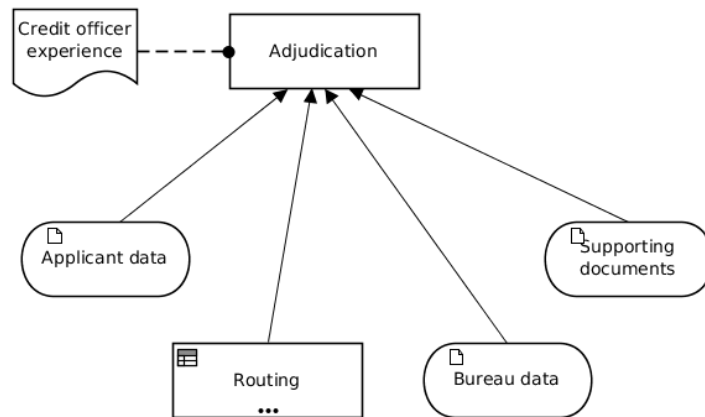 Credit officer
experience
Adjudication
Applicant data
Supporting
documents
Routing
Bureau data